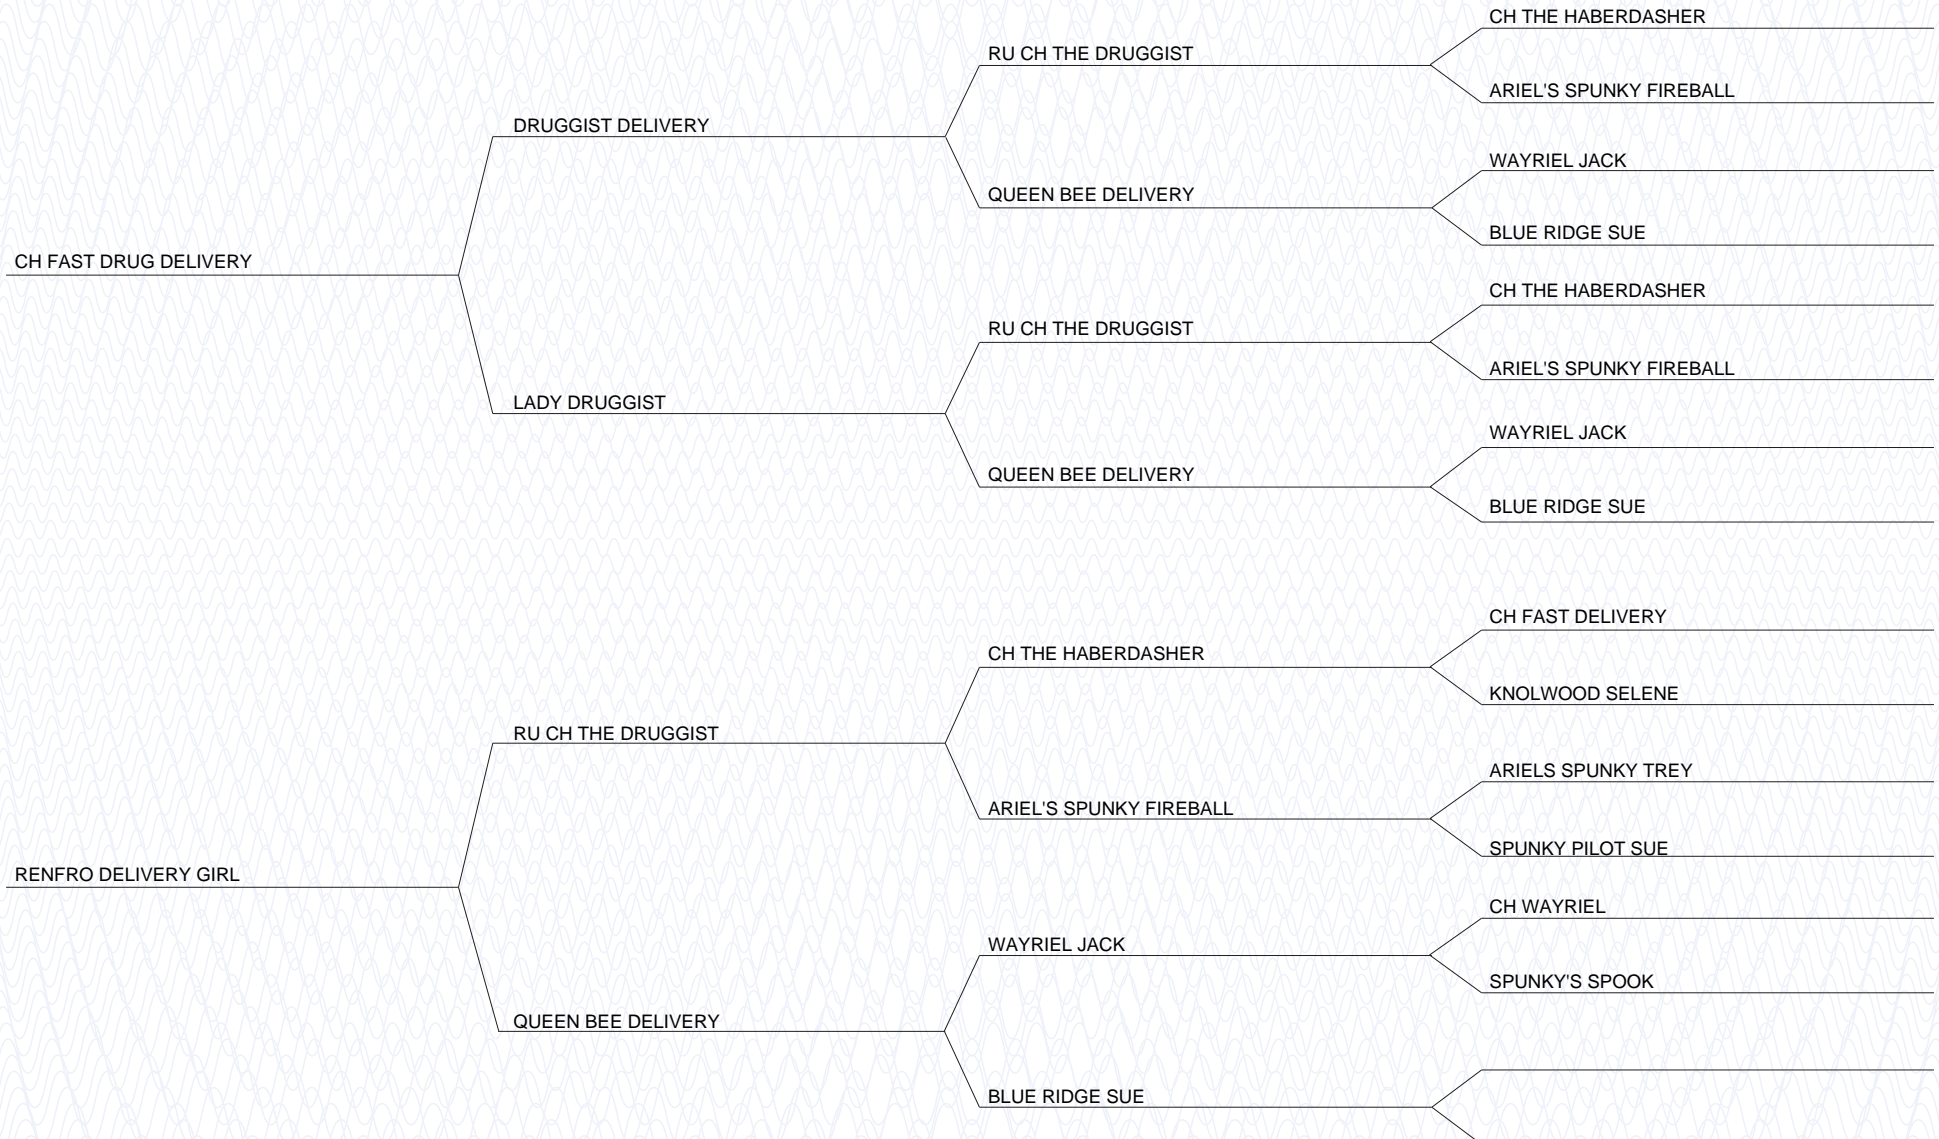 CH THE HABERDASHER
RU CH THE DRUGGIST
ARIEL'S SPUNKY FIREBALL
DRUGGIST DELIVERY
WAYRIEL JACK
QUEEN BEE DELIVERY
BLUE RIDGE SUE
CH FAST DRUG DELIVERY
CH THE HABERDASHER
RU CH THE DRUGGIST
ARIEL'S SPUNKY FIREBALL
LADY DRUGGIST
WAYRIEL JACK
QUEEN BEE DELIVERY
BLUE RIDGE SUE
CH FAST DELIVERY
CH THE HABERDASHER
KNOLWOOD SELENE
RU CH THE DRUGGIST
ARIELS SPUNKY TREY
ARIEL'S SPUNKY FIREBALL
SPUNKY PILOT SUE
RENFRO DELIVERY GIRL
CH WAYRIEL
WAYRIEL JACK
SPUNKY'S SPOOK
QUEEN BEE DELIVERY
BLUE RIDGE SUE